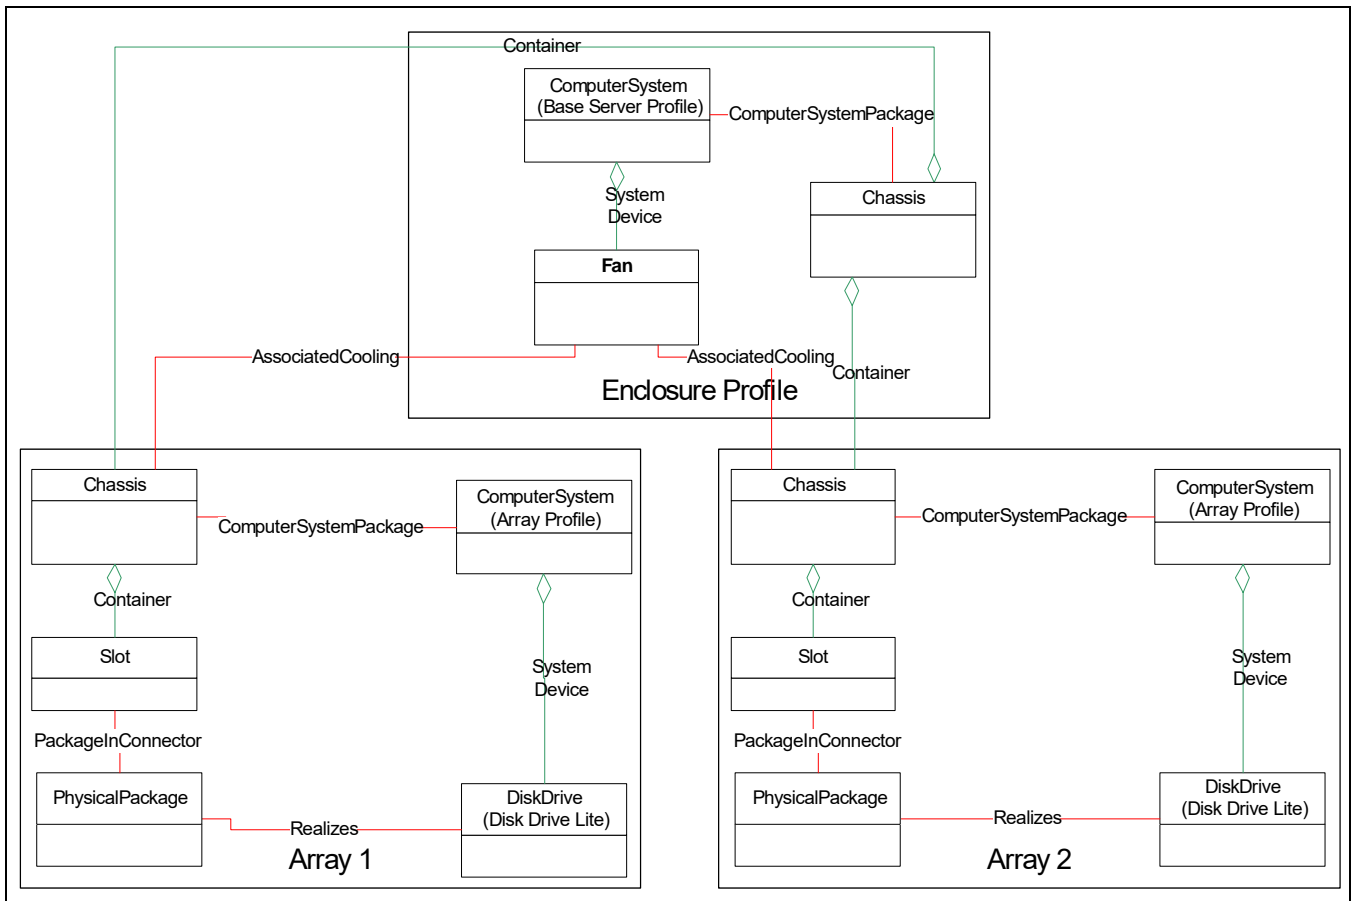 Container
ComputerSystem
(Base Server Profile)
ComputerSystemPackage
System
Device
Chassis
Fan
AssociatedCooling
AssociatedCooling
Container
Enclosure Profile
Chassis
ComputerSystem
(Array Profile)
ComputerSystemPackage
Container
Slot
System
Device
PackageInConnector
PhysicalPackage
DiskDrive
(Disk Drive Lite)
Realizes
Array 1
Chassis
ComputerSystem
(Array Profile)
ComputerSystemPackage
Container
Slot
System
Device
PackageInConnector
PhysicalPackage
DiskDrive
(Disk Drive Lite)
Realizes
Array 2